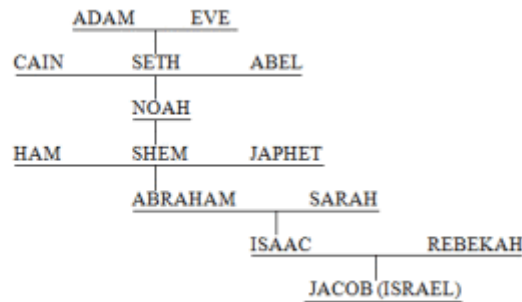 ADAM EVE
CAIN SETH ABEL
NOAH
HAM SHEM JAPHET
ABRAHAM SARAH
ISAAC REBEKAH
JACOB (ISRAEL)